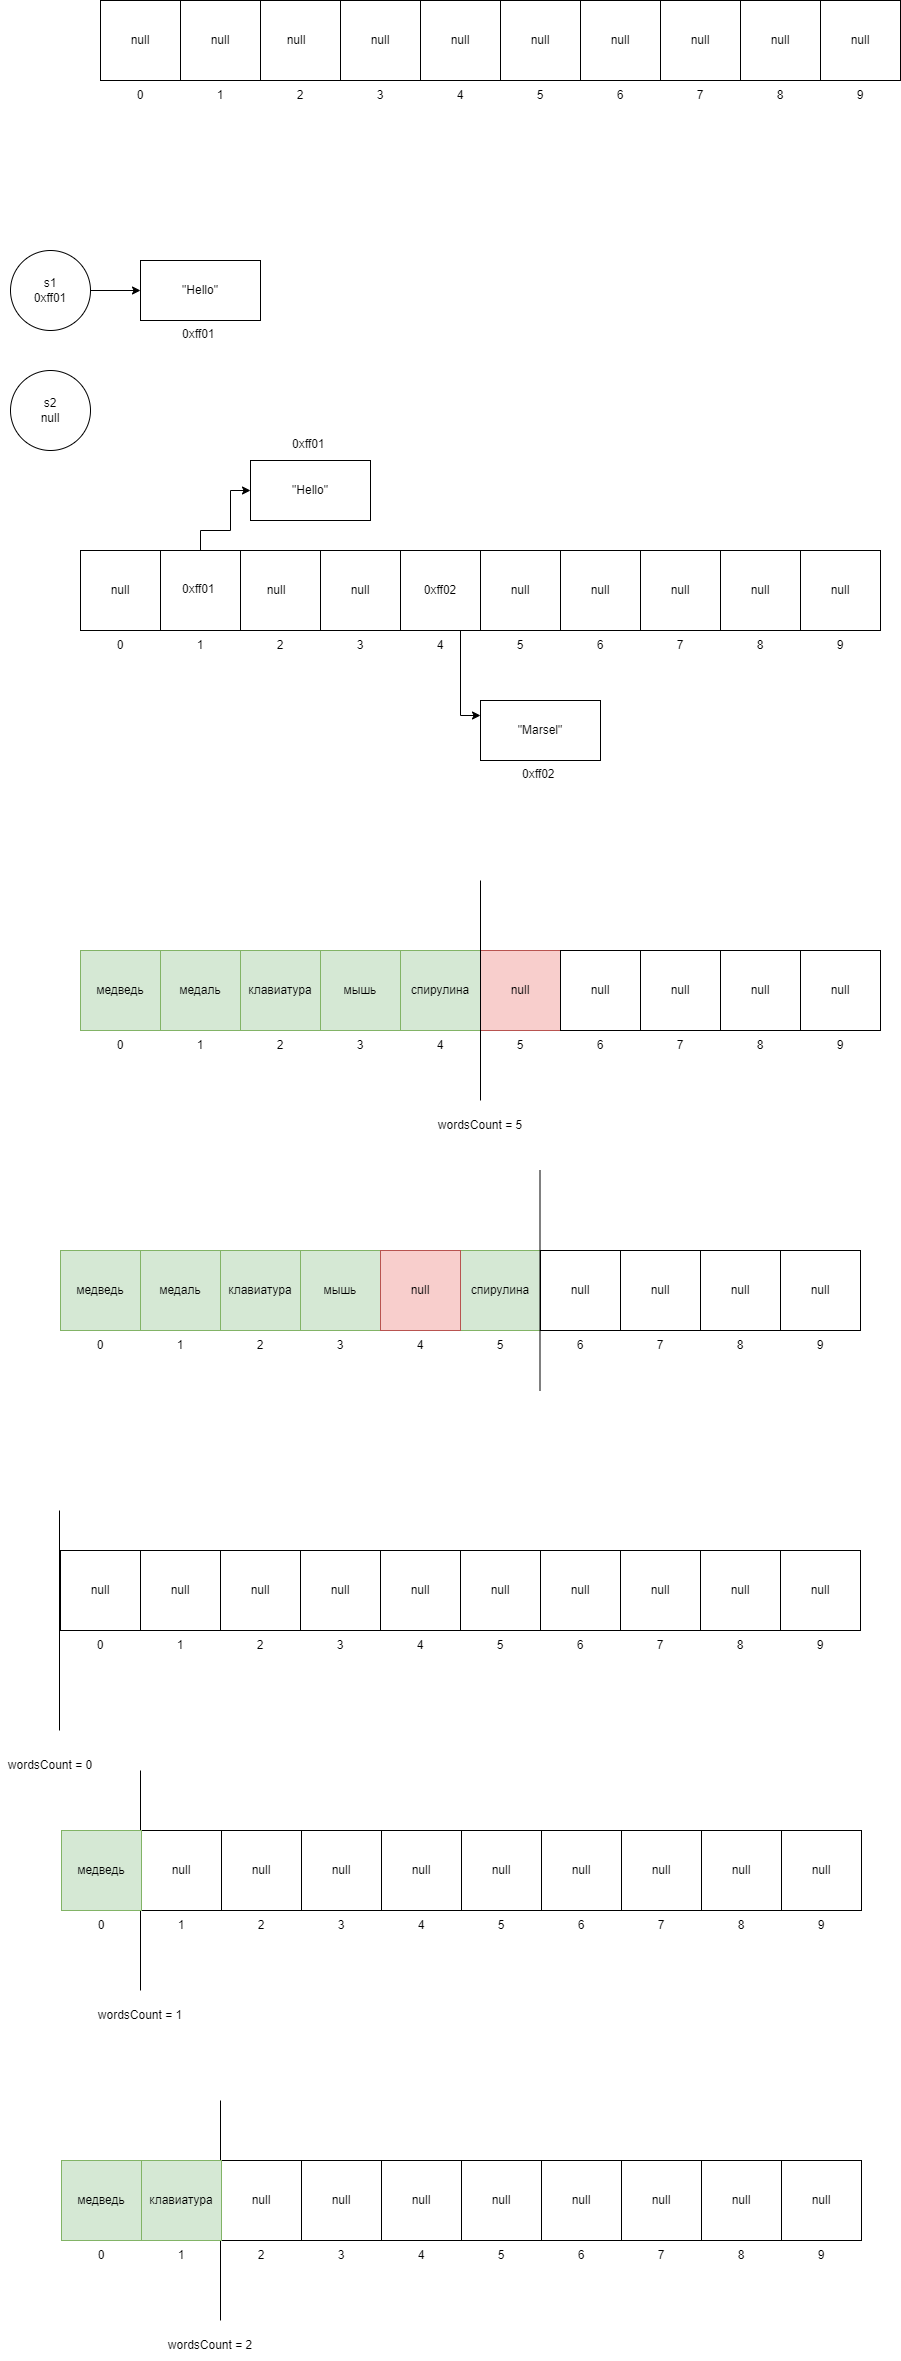 null null null null null null null null null null
0 1 2 3 4 5 6 7 8 9
s1
0xff01
"Hello"
0xff01
s2
null
0xff01
"Hello"
null 0xff01 null null 0xff02 null null null null null
0 1 2 3 4 5 6 7 8 9
"Marsel"
0xff02
медведь медаль клавиатура мышь спирулина null null null null null
0 1 2 3 4 5 6 7 8 9
wordsCount = 5
медведь медаль клавиатура мышь null спирулина null null null null
0 1 2 3 4 5 6 7 8 9
null null null null null null null null null null
0 1 2 3 4 5 6 7 8 9
wordsCount = 0
медведь null null null null null null null null null
0 1 2 3 4 5 6 7 8 9
wordsCount = 1
медведь клавиатура null null null null null null null null
0 1 2 3 4 5 6 7 8 9
wordsCount = 2